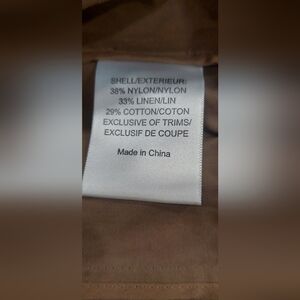 SHELL/EXTERIEUR:
38% NYLON/NYLON
33% LINEN/LIN
29% COTTON/COTON
EXCLUSIVE OF TRIMS/
EXCLUSIF DE COUPE
Made in China